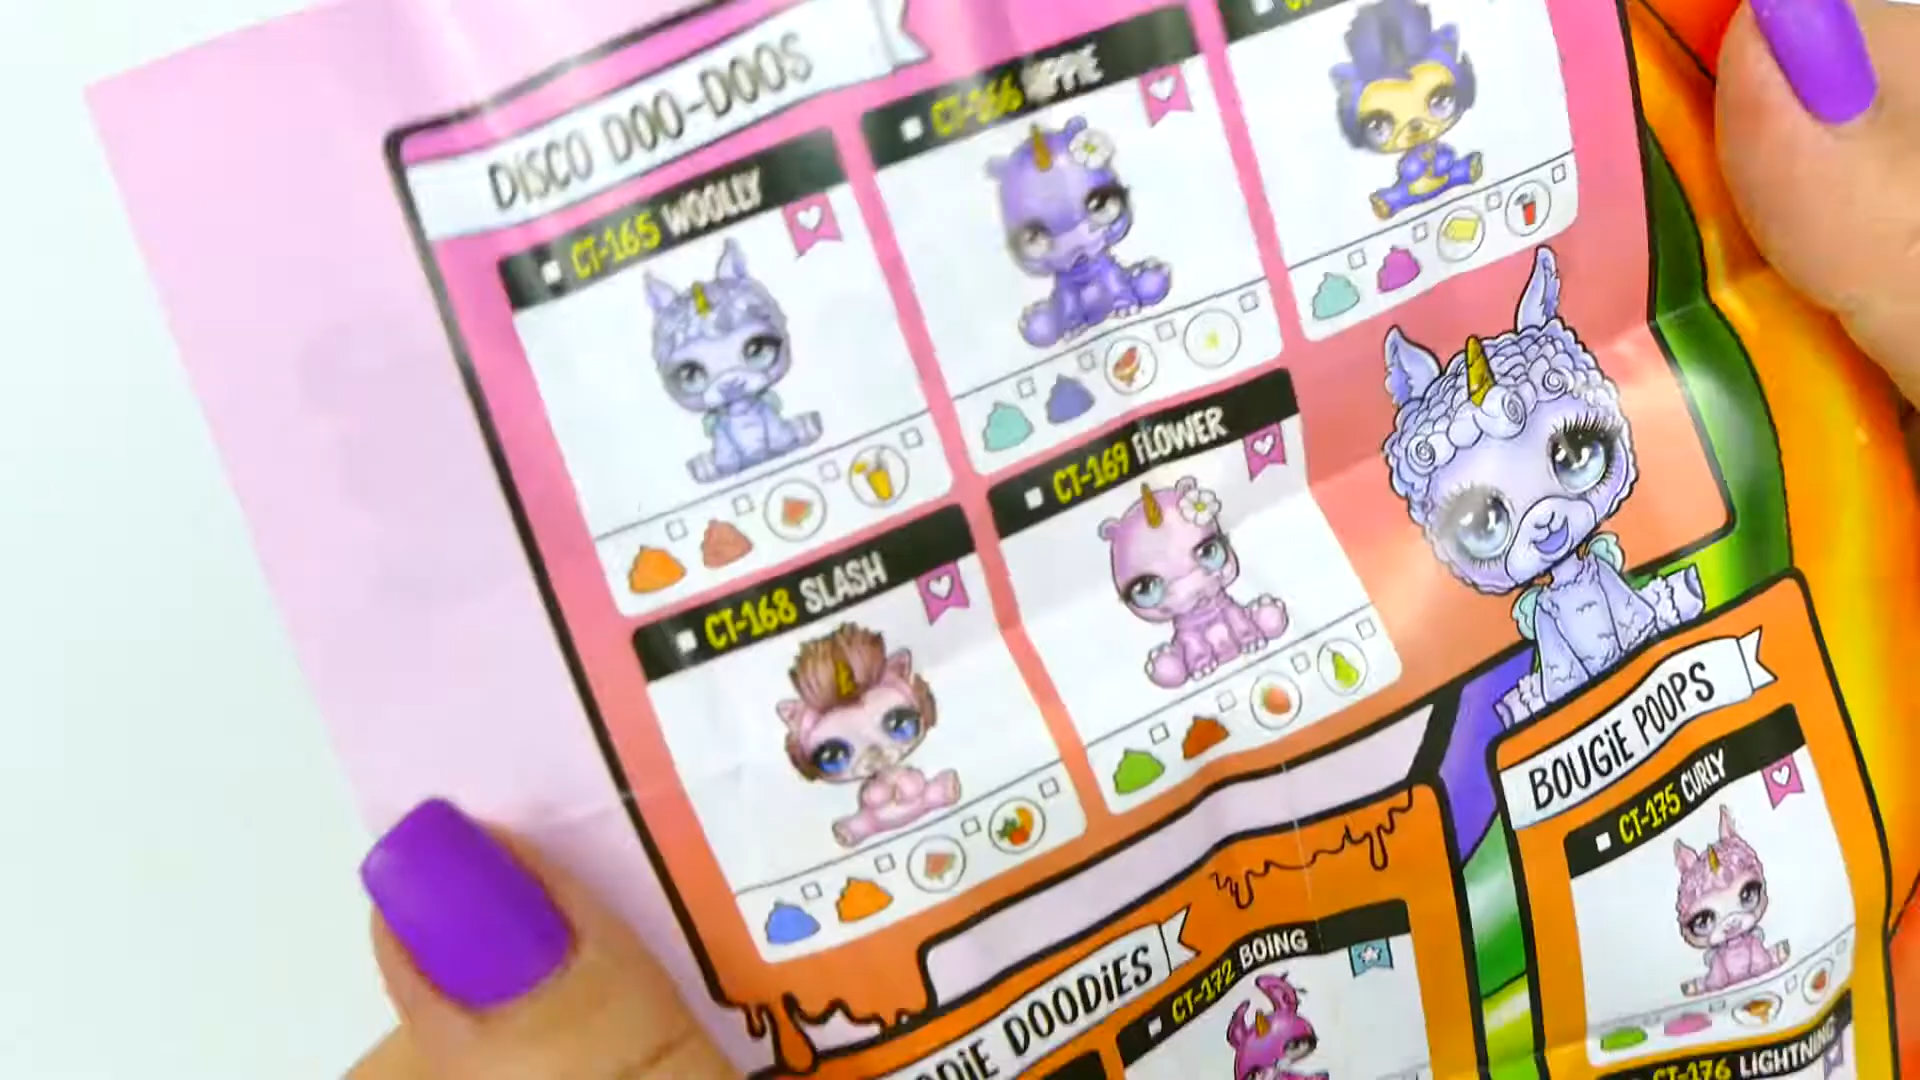 DISCO DOO-DOOS
CT-165 WOOLLY
CT-166
CT-168 SLASH
CT-169 FLOWER
BOUGIE POOPS
CT-175 CURLY
DOODIES
CT-172 BOING
CT-176 LIGHTNING